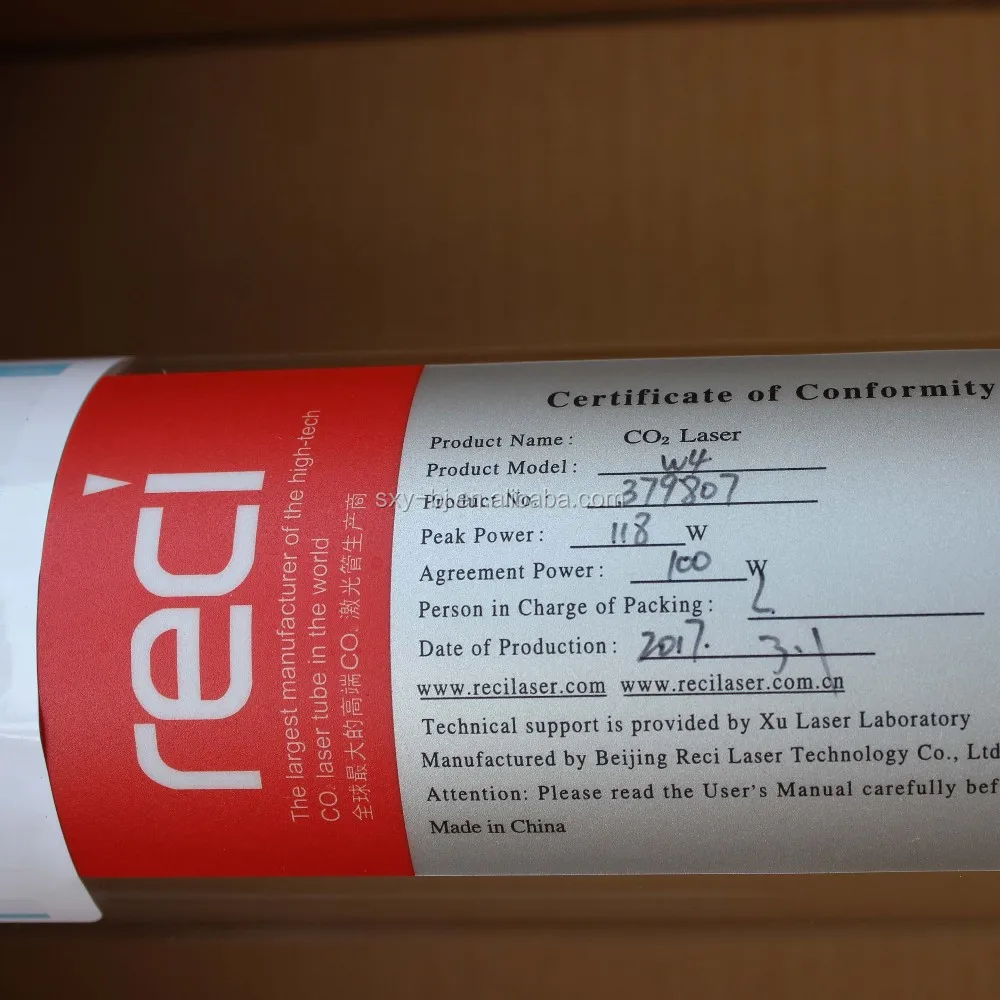 reci
The largest manufacturer of the high-tech
CO₂ laser tube in the world
全球最大的高端CO₂激光管生产商
Certificate of Conformity
Product Name: CO₂ Laser
Product Model: W4
Product No 379807
Peak Power: 118 W
Agreement Power: 100 W
Person in Charge of Packing:
Date of Production: 2017. 3.1
www.recilaser.com www.recilaser.com.cn
Technical support is provided by Xu Laser Laboratory
Manufactured by Beijing Reci Laser Technology Co., Ltd
Attention: Please read the User's Manual carefully
Made in China